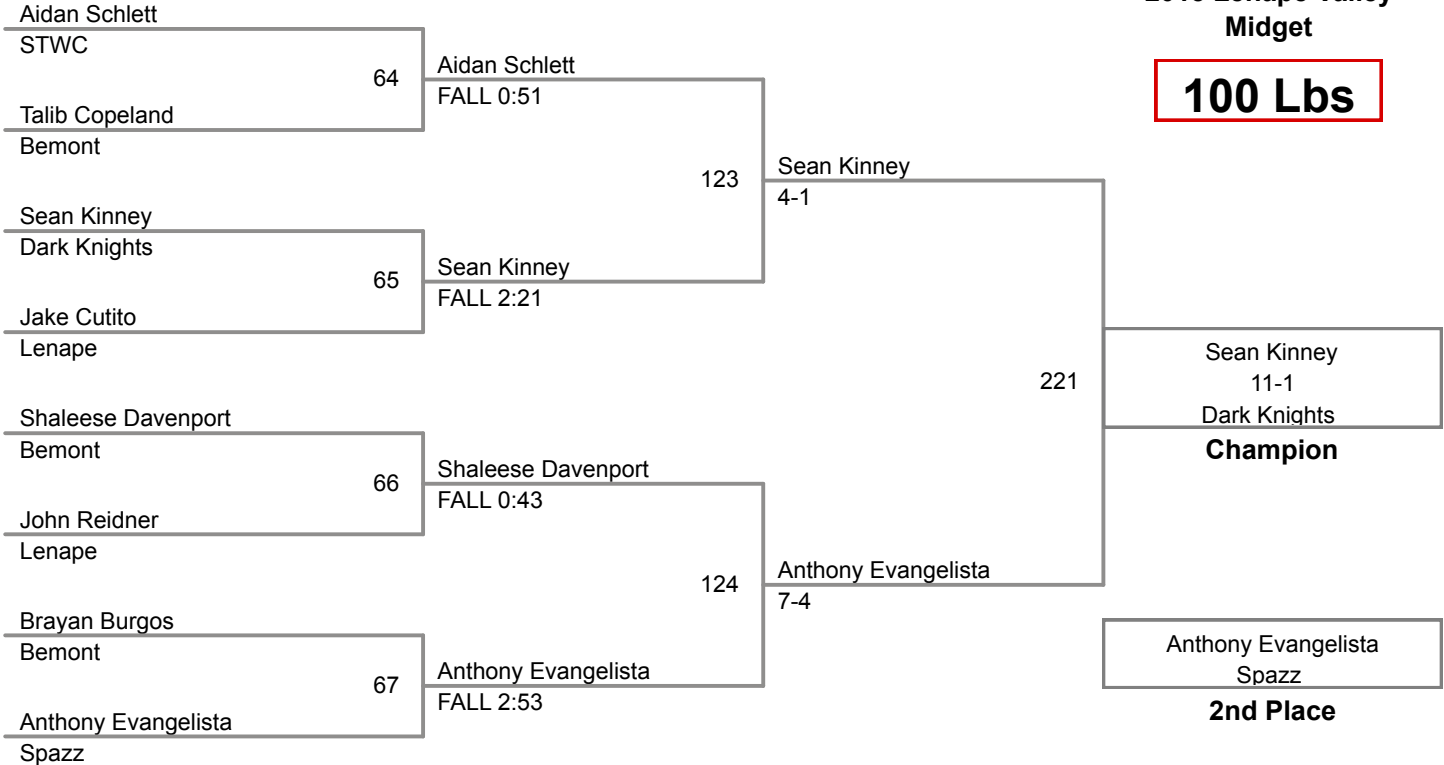 Midget
100 Lbs
Aidan Schlett
STWC
64
Talib Copeland
Bemont
Aidan Schlett
FALL 0:51
Sean Kinney
Dark Knights
65
Jake Cutito
Lenape
Sean Kinney
FALL 2:21
123
Sean Kinney
4-1
Shaleese Davenport
Bemont
66
John Reidner
Lenape
Shaleese Davenport
FALL 0:43
Brayan Burgos
Bemont
67
Anthony Evangelista
Spazz
Anthony Evangelista
FALL 2:53
124
Anthony Evangelista
7-4
221
Sean Kinney
11-1
Dark Knights
Champion
Anthony Evangelista
Spazz
2nd Place